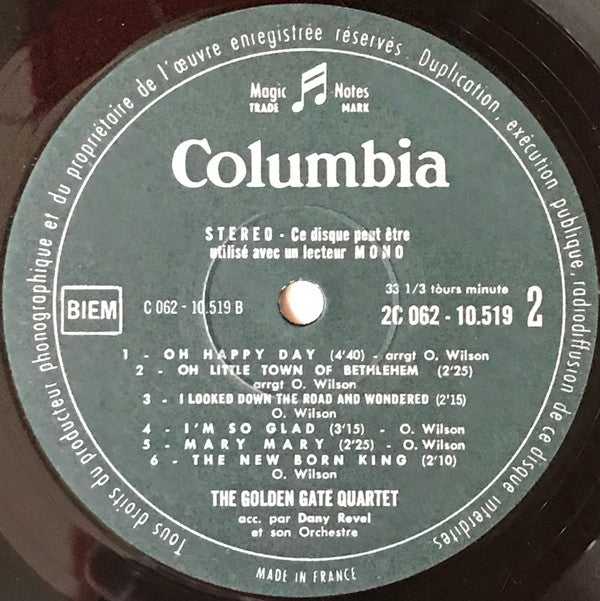 Tous droits du producteur phonographique et du propriétaire de l'œuvre enregistrée réservés. Duplication, exécution publique, radiodiffusion de ce disque interdites
Magic Notes
TRADE MARK
Columbia
STEREO - Ce disque peut être
utilisé avec un lecteur MONO
BIEM
C 062 - 10.519 B
33 1/3 tours minute
2C 062 - 10.519 2
1 - OH HAPPY DAY (4'40) - arrgt O. Wilson
2 - OH LITTLE TOWN OF BETHLEHEM (2'25)
arrgt O. Wilson
3 - I LOOKED DOWN THE ROAD AND WONDERED (2'15)
O. Wilson
4 - I'M SO GLAD (3'15) - O. Wilson
5 - MARY MARY (2'25) - O. Wilson
6 - THE NEW BORN KING (2'10)
O. Wilson
THE GOLDEN GATE QUARTET
acc. par Dany Revel
et son Orchestre
MADE IN FRANCE